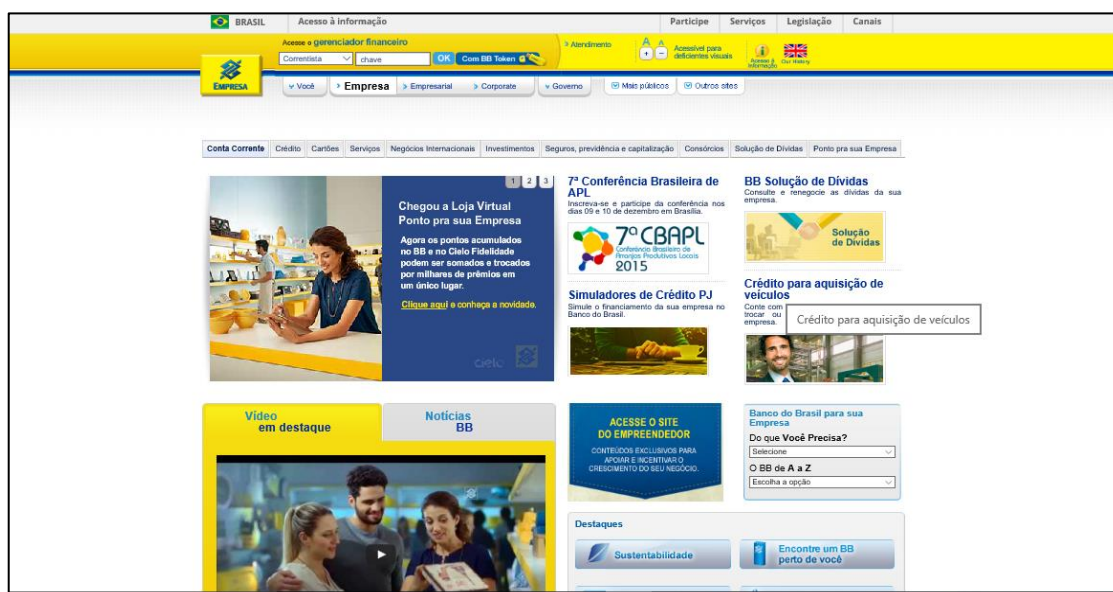 BRASIL Acesso à informação Participe Serviços Legislação Canais
Acesse o gerenciador financeiro
Correntista chave OK Com BB Token
Atendimento
A A
+ -
Acessível para
deficientes visuais
Acesso à
informação
Our History
EMPRESA
Você Empresa Empresarial Corporate Governo Mais públicos Outros sites
Conta Corrente Crédito Cartões Serviços Negócios Internacionais Investimentos Seguros, previdência e capitalização Consórcios Solução de Dívidas Ponto pra sua Empresa
1 2 3
Chegou a Loja Virtual
Ponto pra sua Empresa
Agora os pontos acumulados
no BB e no Cielo Fidelidade
podem ser somados e trocados
por milhares de prêmios em
um único lugar.
Clique aqui e conheça a novidade.
cielo
7ª Conferência Brasileira de
APL
Inscreva-se e participe da conferência nos
dias 09 e 10 de dezembro em Brasília.
7ª CBAPL
Conferência Brasileira de
Arranjos Produtivos Locais
2015
Simuladores de Crédito PJ
Simule o financiamento da sua empresa no
Banco do Brasil.
BB Solução de Dívidas
Consulte e renegocie as dívidas da sua
empresa.
Solução
de Dívidas
Crédito para aquisição de
veículos
Conte com
trocar ou
empresa.
Crédito para aquisição de veículos
Vídeo
em destaque
Notícias
BB
ACESSE O SITE
DO EMPREENDEDOR
CONTEÚDOS EXCLUSIVOS PARA
APOIAR E INCENTIVAR O
CRESCIMENTO DO SEU NEGÓCIO.
Banco do Brasil para sua
Empresa
Do que Você Precisa?
Selecione
O BB de A a Z
Escolha a opção
Destaques
Sustentabilidade
Encontre um BB
perto de você